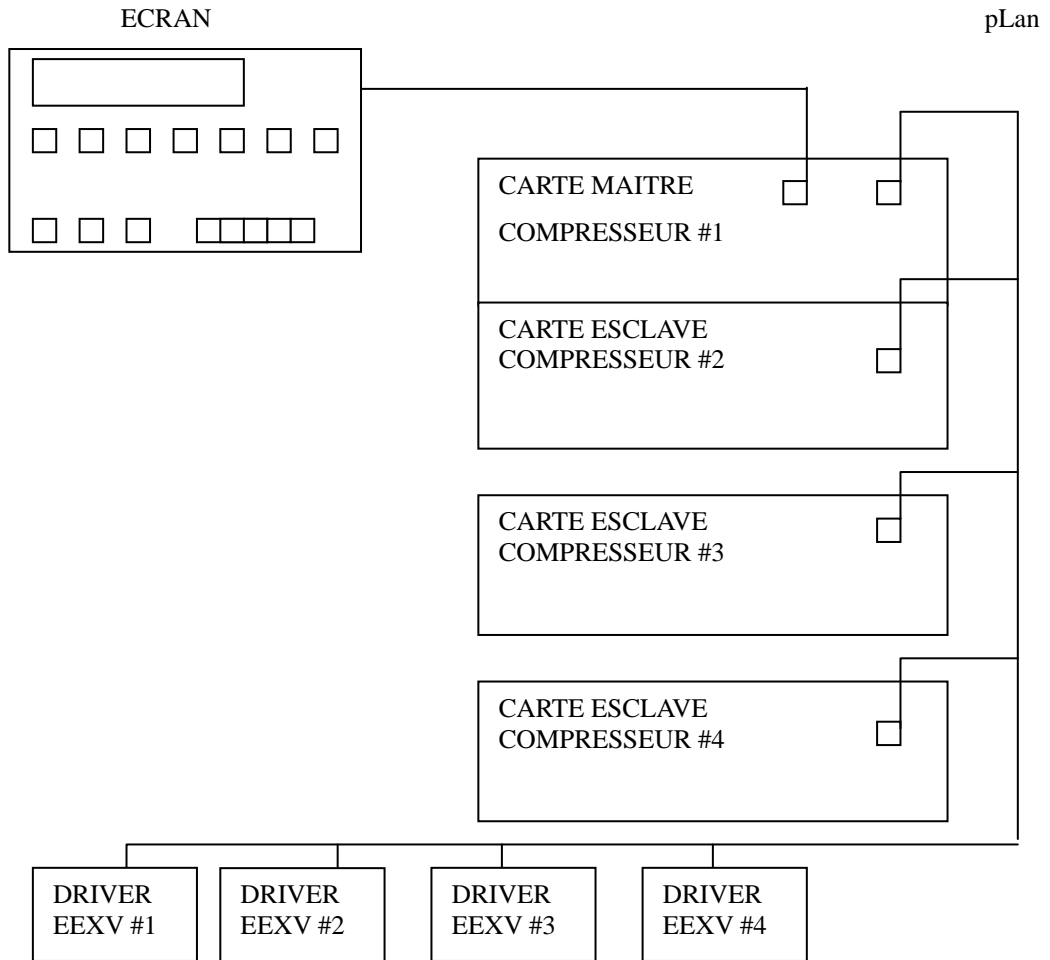 ECRAN
pLan
CARTE MAITRE
COMPRESSEUR #1
CARTE ESCLAVE
COMPRESSEUR #2
CARTE ESCLAVE
COMPRESSEUR #3
CARTE ESCLAVE
COMPRESSEUR #4
DRIVER
EEXV #1
DRIVER
EEXV #2
DRIVER
EEXV #3
DRIVER
EEXV #4